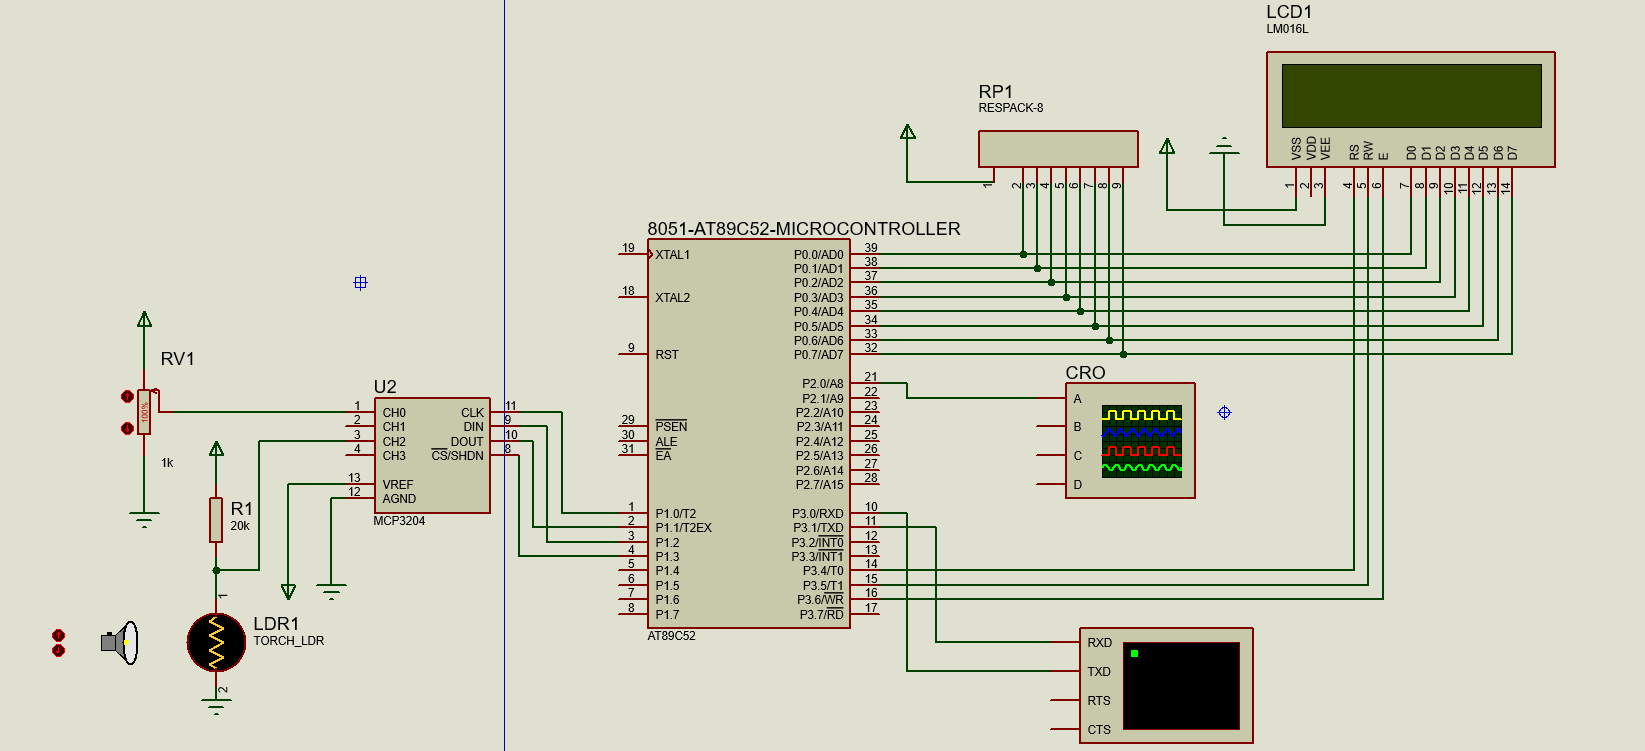 LCD1
LM016L
VSS
VDD
VEE
RS
RW
E
D0
D1
D2
D3
D4
D5
D6
D7
1
2
3
4
5
6
7
8
9
10
11
12
13
14
RP1
RESPACK-8
1
2
3
4
5
6
7
8
9
8051-AT89C52-MICROCONTROLLER
19 XTAL1
18 XTAL2
9 RST
29 PSEN
30 ALE
31 EA
1 P1.0/T2
2 P1.1/T2EX
3 P1.2
4 P1.3
5 P1.4
6 P1.5
7 P1.6
8 P1.7
P0.0/AD0 39
P0.1/AD1 38
P0.2/AD2 37
P0.3/AD3 36
P0.4/AD4 35
P0.5/AD5 34
P0.6/AD6 33
P0.7/AD7 32
P2.0/A8 21
P2.1/A9 22
P2.2/A10 23
P2.3/A11 24
P2.4/A12 25
P2.5/A13 26
P2.6/A14 27
P2.7/A15 28
P3.0/RXD 10
P3.1/TXD 11
P3.2/INT0 12
P3.3/INT1 13
P3.4/T0 14
P3.5/T1 15
P3.6/WR 16
P3.7/RD 17
AT89C52
CRO
A
B
C
D
RV1
100%
1k
U2
1 CH0
2 CH1
3 CH2
4 CH3
13 VREF
12 AGND
CLK 11
DIN 9
DOUT 10
CS/SHDN 8
MCP3204
R1
20k
1
LDR1
TORCH_LDR
2
RXD
TXD
RTS
CTS